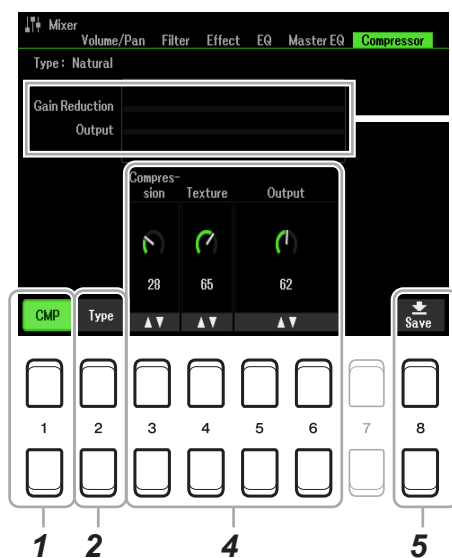 Mixer
Volume/Pan Filter Effect EQ Master EQ Compressor
Type: Natural
Gain Reduction
Output
Compres-
sion Texture Output
28 65 62
CMP Type ▲▼ ▲▼ ▲▼ Save
1 2 3 4 5 6 7 8
1 2 4 5